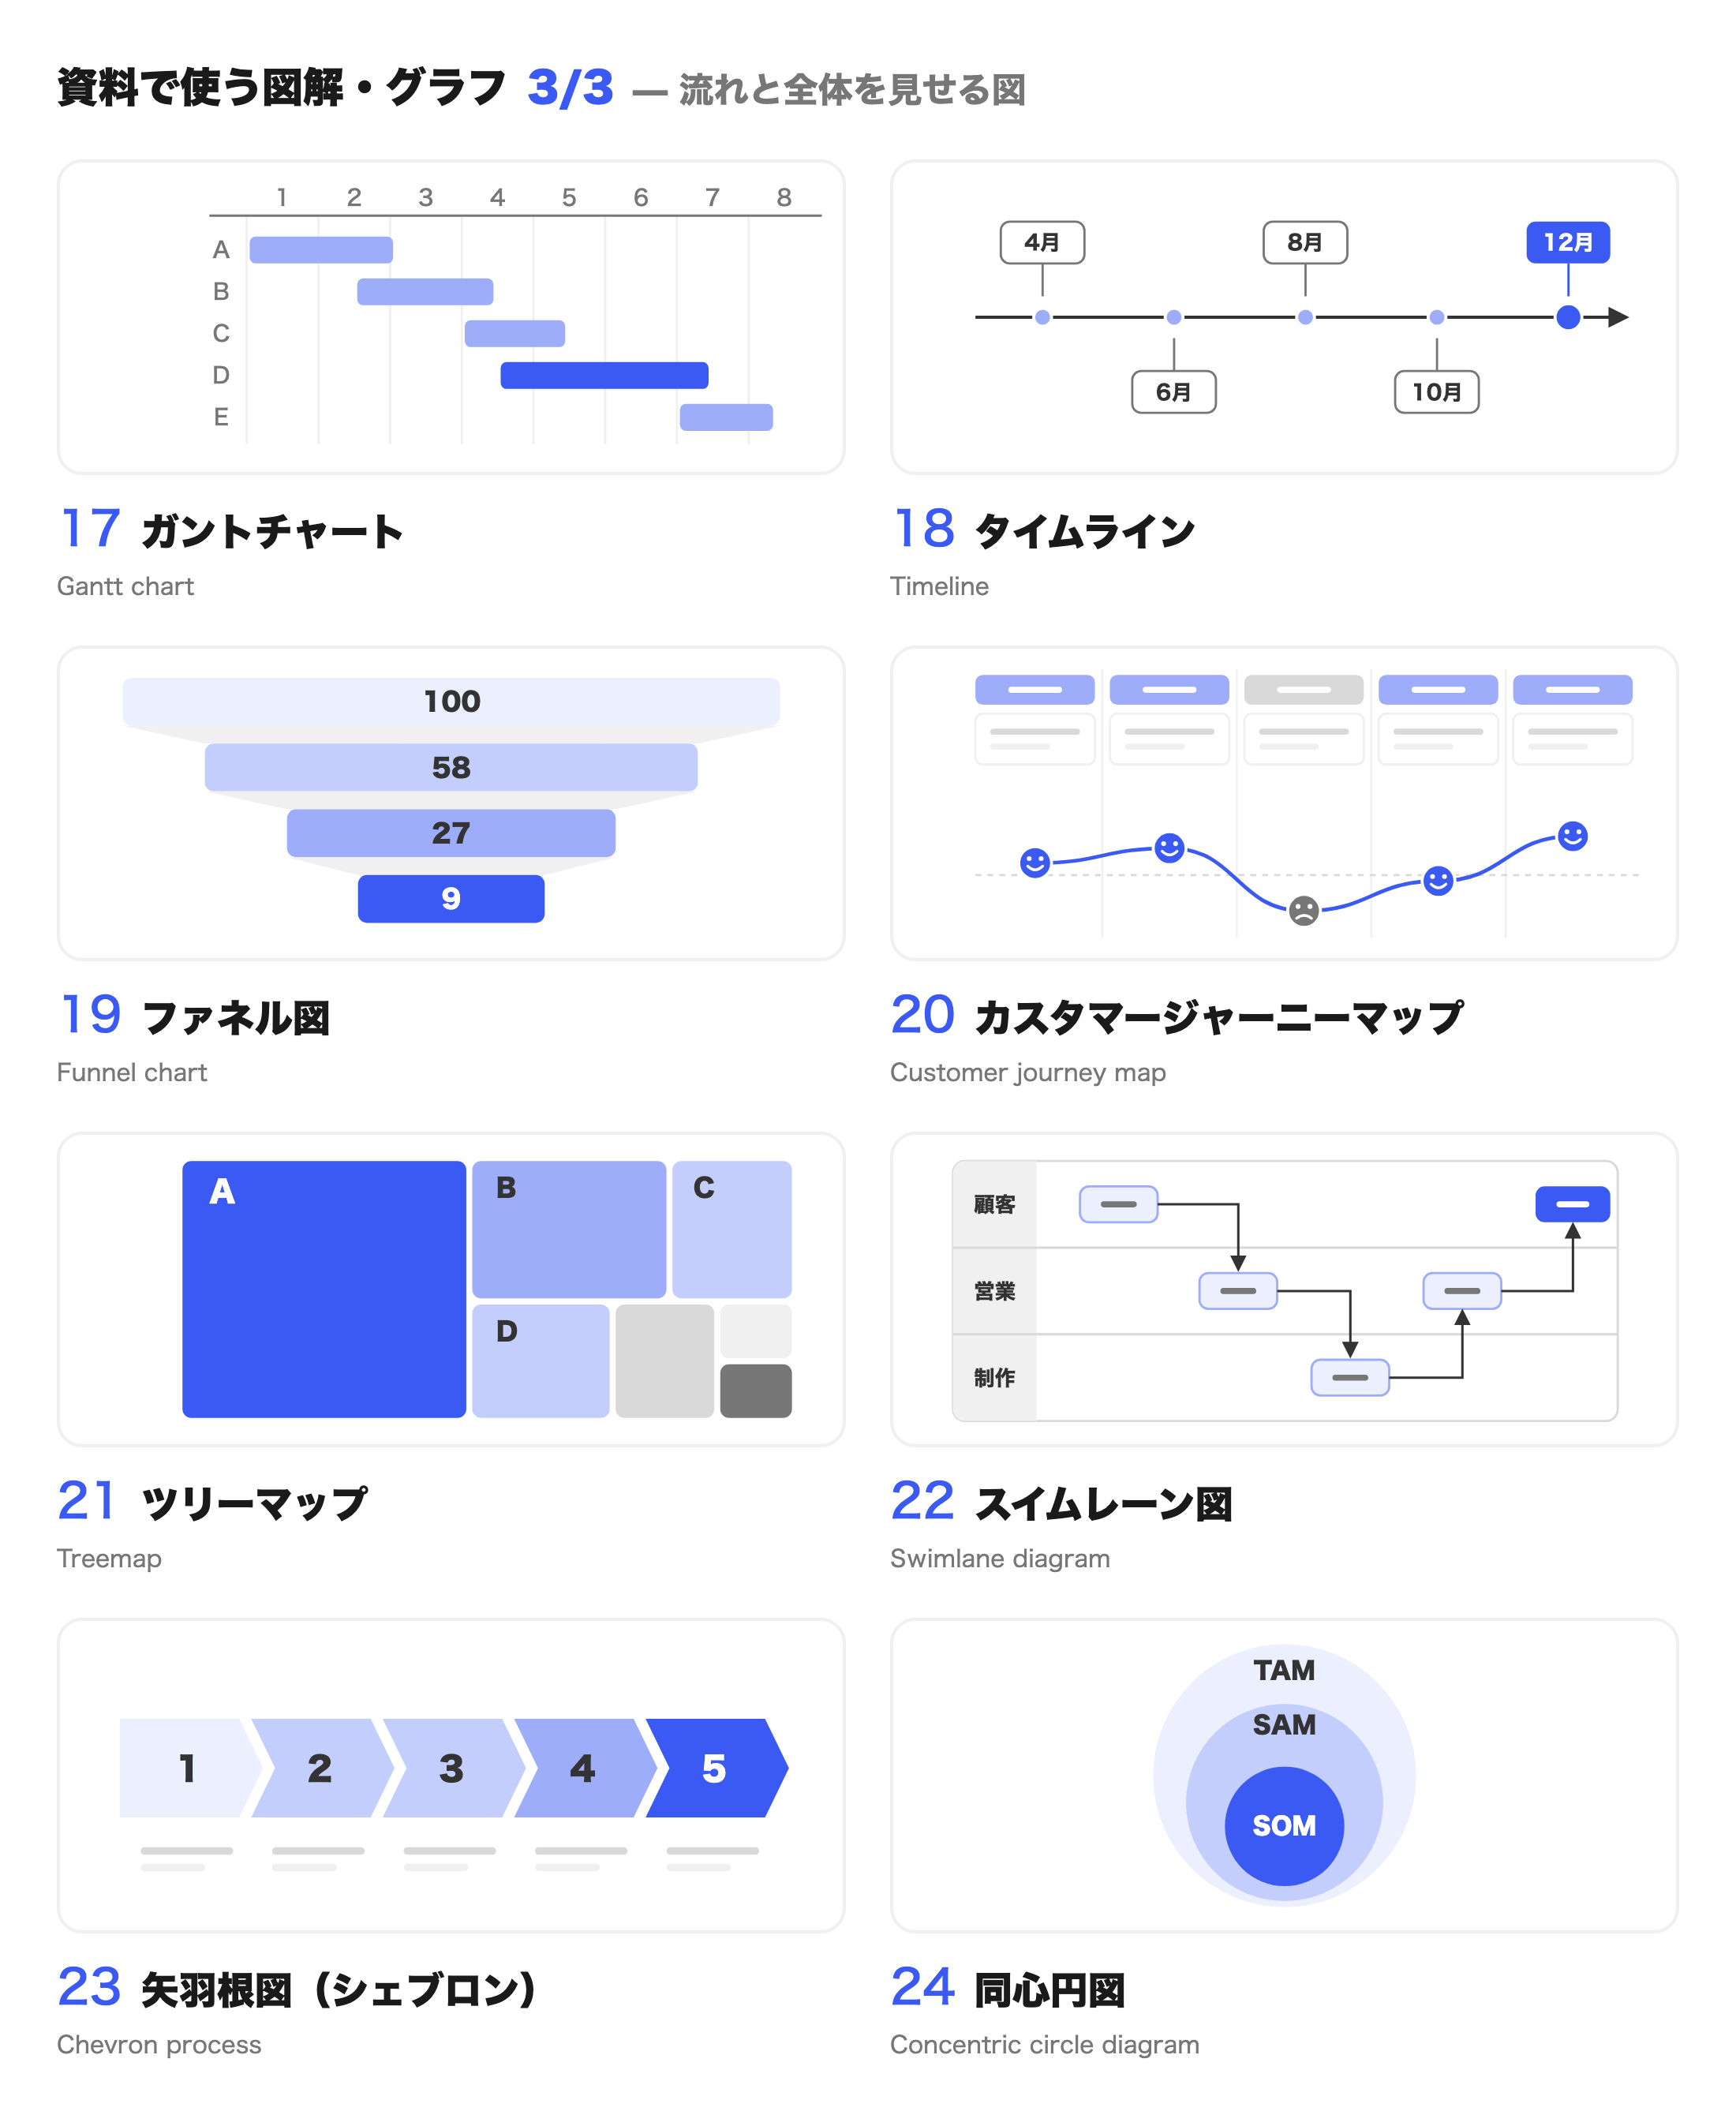 資料で使う図解・グラフ 3/3 — 流れと全体を見せる図
1 2 3 4 5 6 7 8
A
B
C
D
E
17 ガントチャート
Gantt chart
4月 8月 12月
6月 10月
18 タイムライン
Timeline
100
58
27
9
19 ファネル図
Funnel chart
20 カスタマージャーニーマップ
Customer journey map
A B C
D
21 ツリーマップ
Treemap
顧客
営業
制作
22 スイムレーン図
Swimlane diagram
1 2 3 4 5
23 矢羽根図（シェブロン）
Chevron process
TAM
SAM
SOM
24 同心円図
Concentric circle diagram